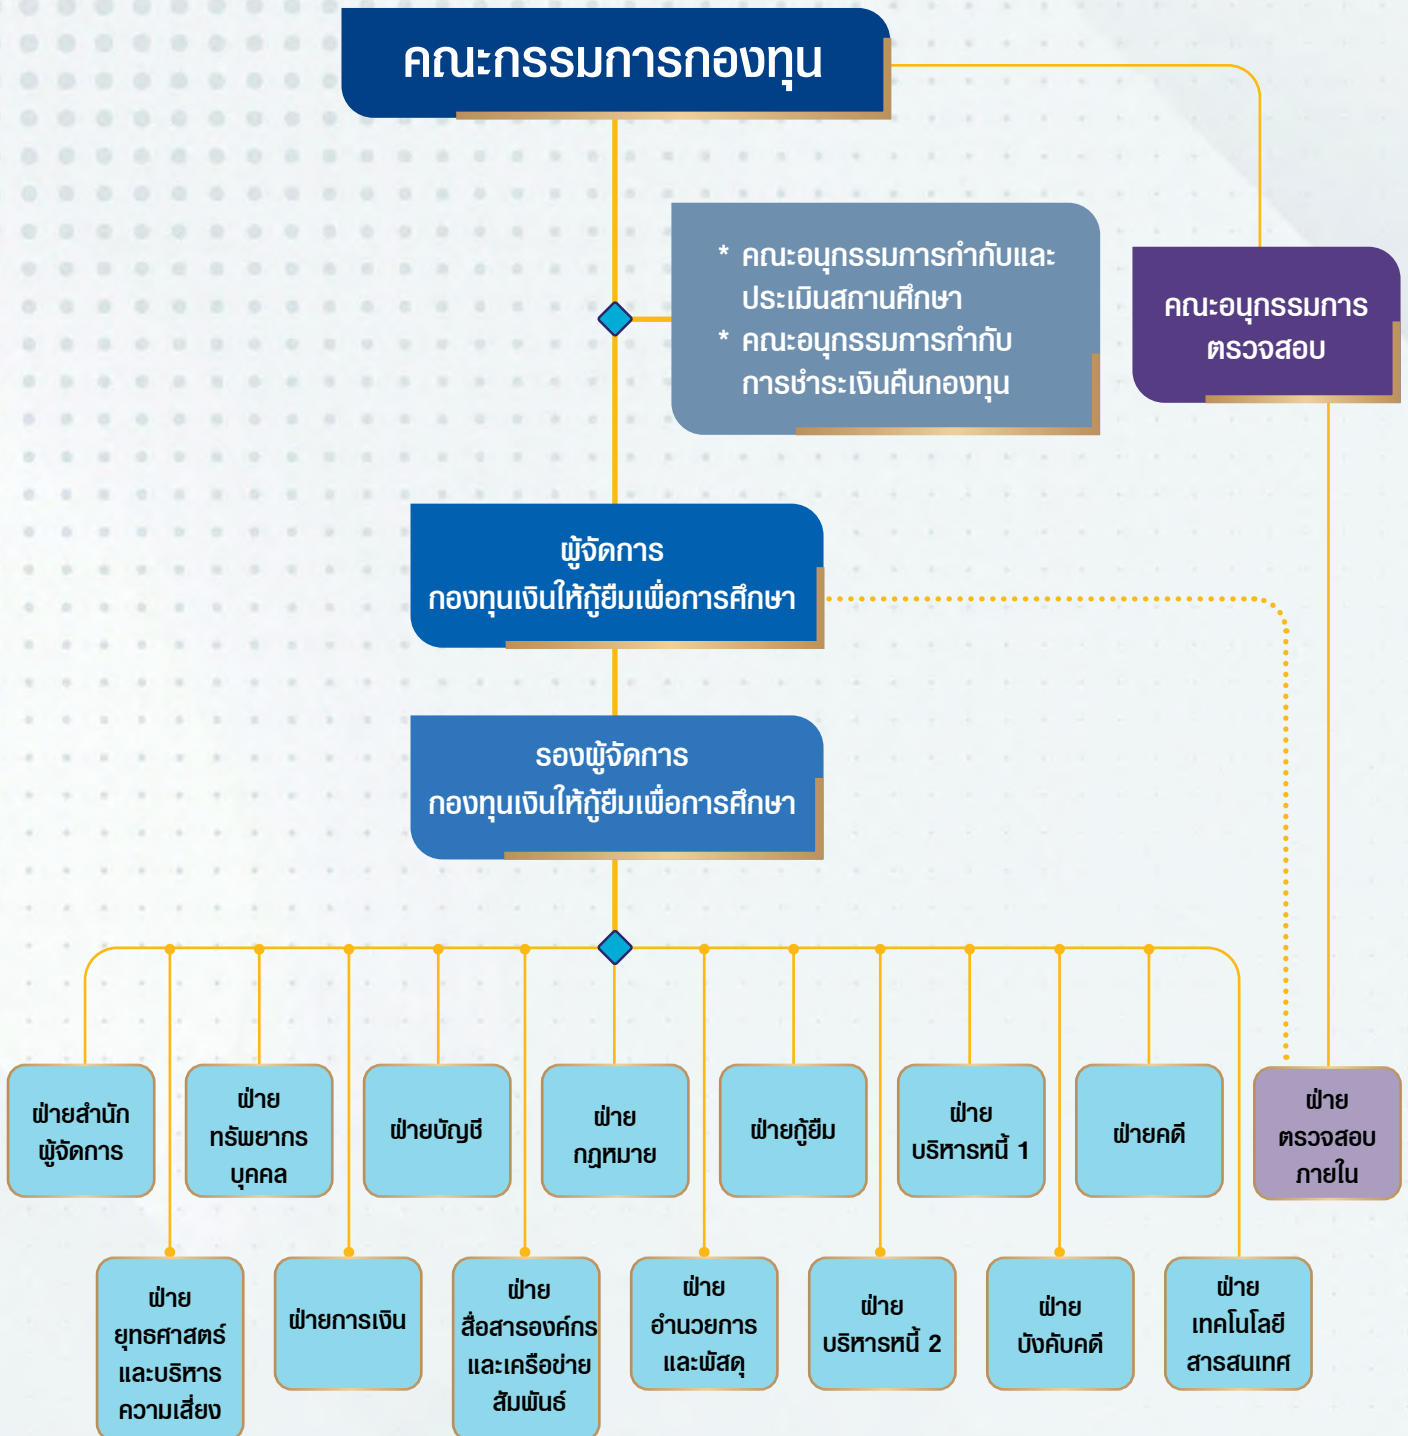 คณะกรรมการกองทุน
* คณะอนุกรรมการกำกับและ
ประเมินสถานศึกษา
* คณะอนุกรรมการกำกับ
การชำระเงินคืนกองทุน
คณะอนุกรรมการ
ตรวจสอบ
ผู้จัดการ
กองทุนเงินให้กู้ยืมเพื่อการศึกษา
รองผู้จัดการ
กองทุนเงินให้กู้ยืมเพื่อการศึกษา
ฝ่ายสำนัก
ผู้จัดการ
ฝ่าย
ทรัพยากร
บุคคล
ฝ่ายบัญชี
ฝ่าย
กฎหมาย
ฝ่ายกู้ยืม
ฝ่าย
บริหารหนี้ 1
ฝ่ายคดี
ฝ่าย
ตรวจสอบ
ภายใน
ฝ่าย
ยุทธศาสตร์
และบริหาร
ความเสี่ยง
ฝ่ายการเงิน
ฝ่าย
สื่อสารองค์กร
และเครือข่าย
สัมพันธ์
ฝ่าย
อำนวยการ
และพัสดุ
ฝ่าย
บริหารหนี้ 2
ฝ่าย
บังคับคดี
ฝ่าย
เทคโนโลยี
สารสนเทศ